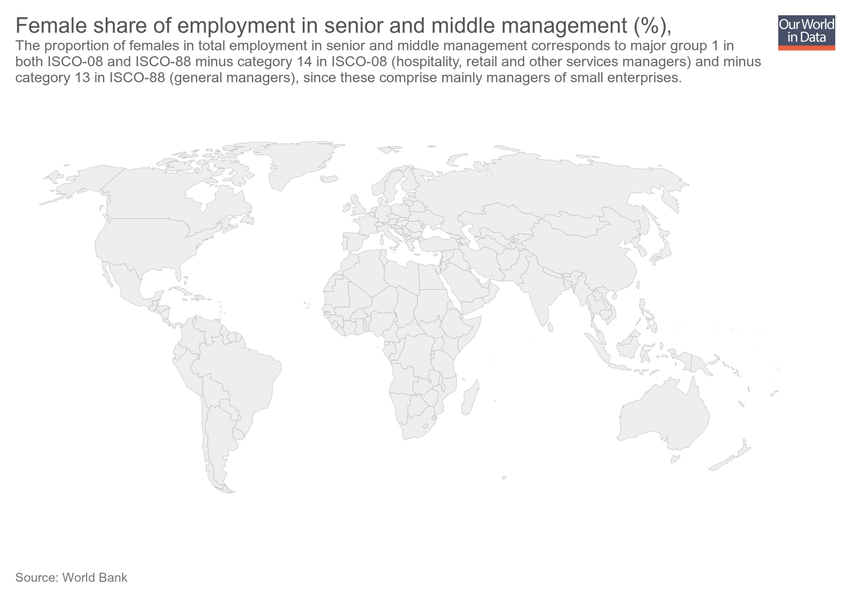 Female share of employment in senior and middle management (%),
Our World
in Data
The proportion of females in total employment in senior and middle management corresponds to major group 1 in
both ISCO-08 and ISCO-88 minus category 14 in ISCO-08 (hospitality, retail and other services managers) and minus
category 13 in ISCO-88 (general managers), since these comprise mainly managers of small enterprises.
Source: World Bank